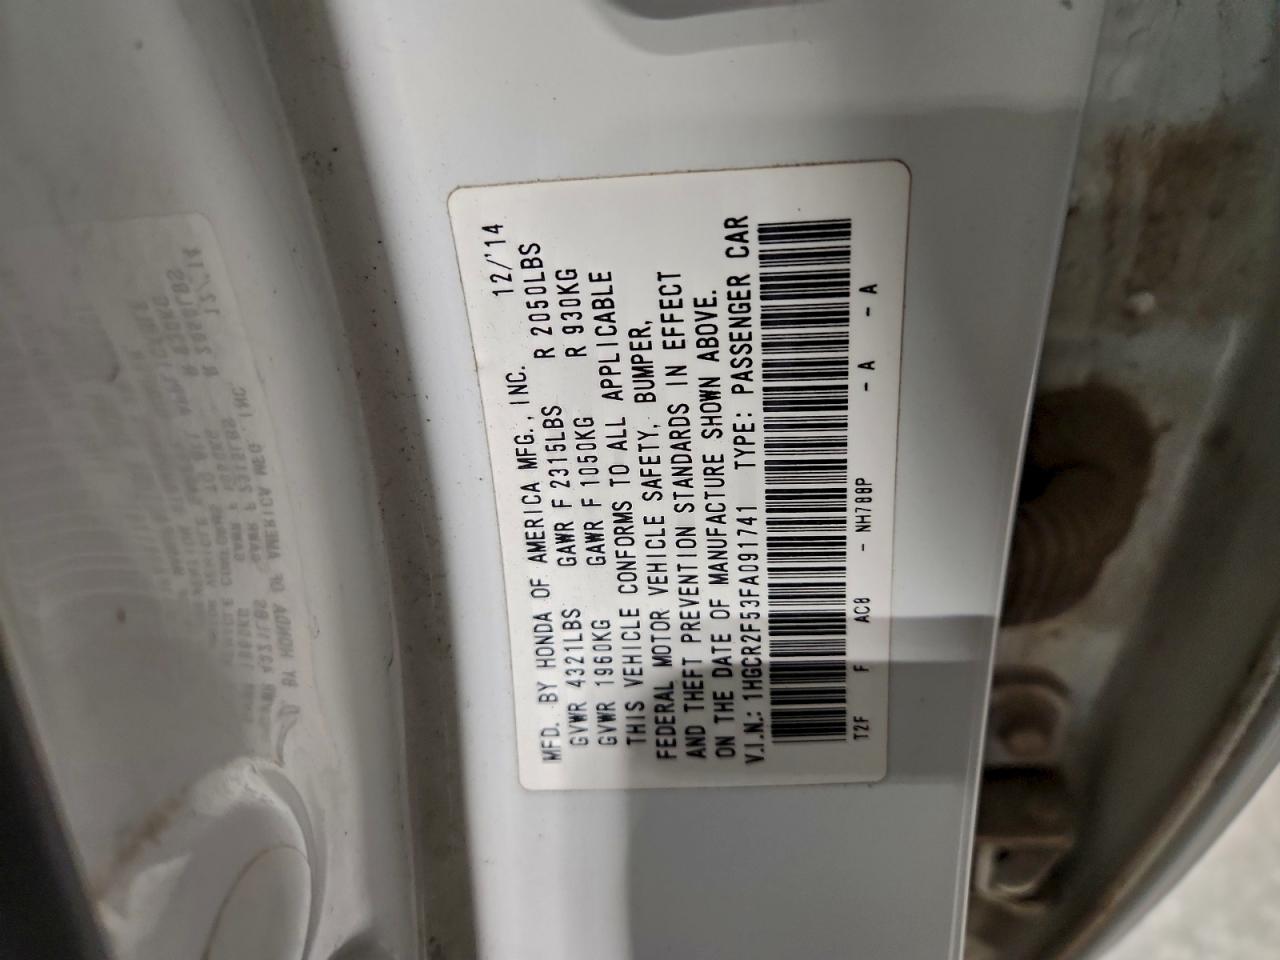 MFD. BY HONDA OF AMERICA MFG., INC. 12/'14
GVWR 4321LBS GAWR F 2315LBS R 2050LBS
GVWR 1960KG GAWR F 1050KG R 930KG
THIS VEHICLE CONFORMS TO ALL APPLICABLE
FEDERAL MOTOR VEHICLE SAFETY, BUMPER,
AND THEFT PREVENTION STANDARDS IN EFFECT
ON THE DATE OF MANUFACTURE SHOWN ABOVE.
V.I.N.: 1HGCR2F53FA091741 TYPE: PASSENGER CAR
T2F F AC8 - NH788P - A - A